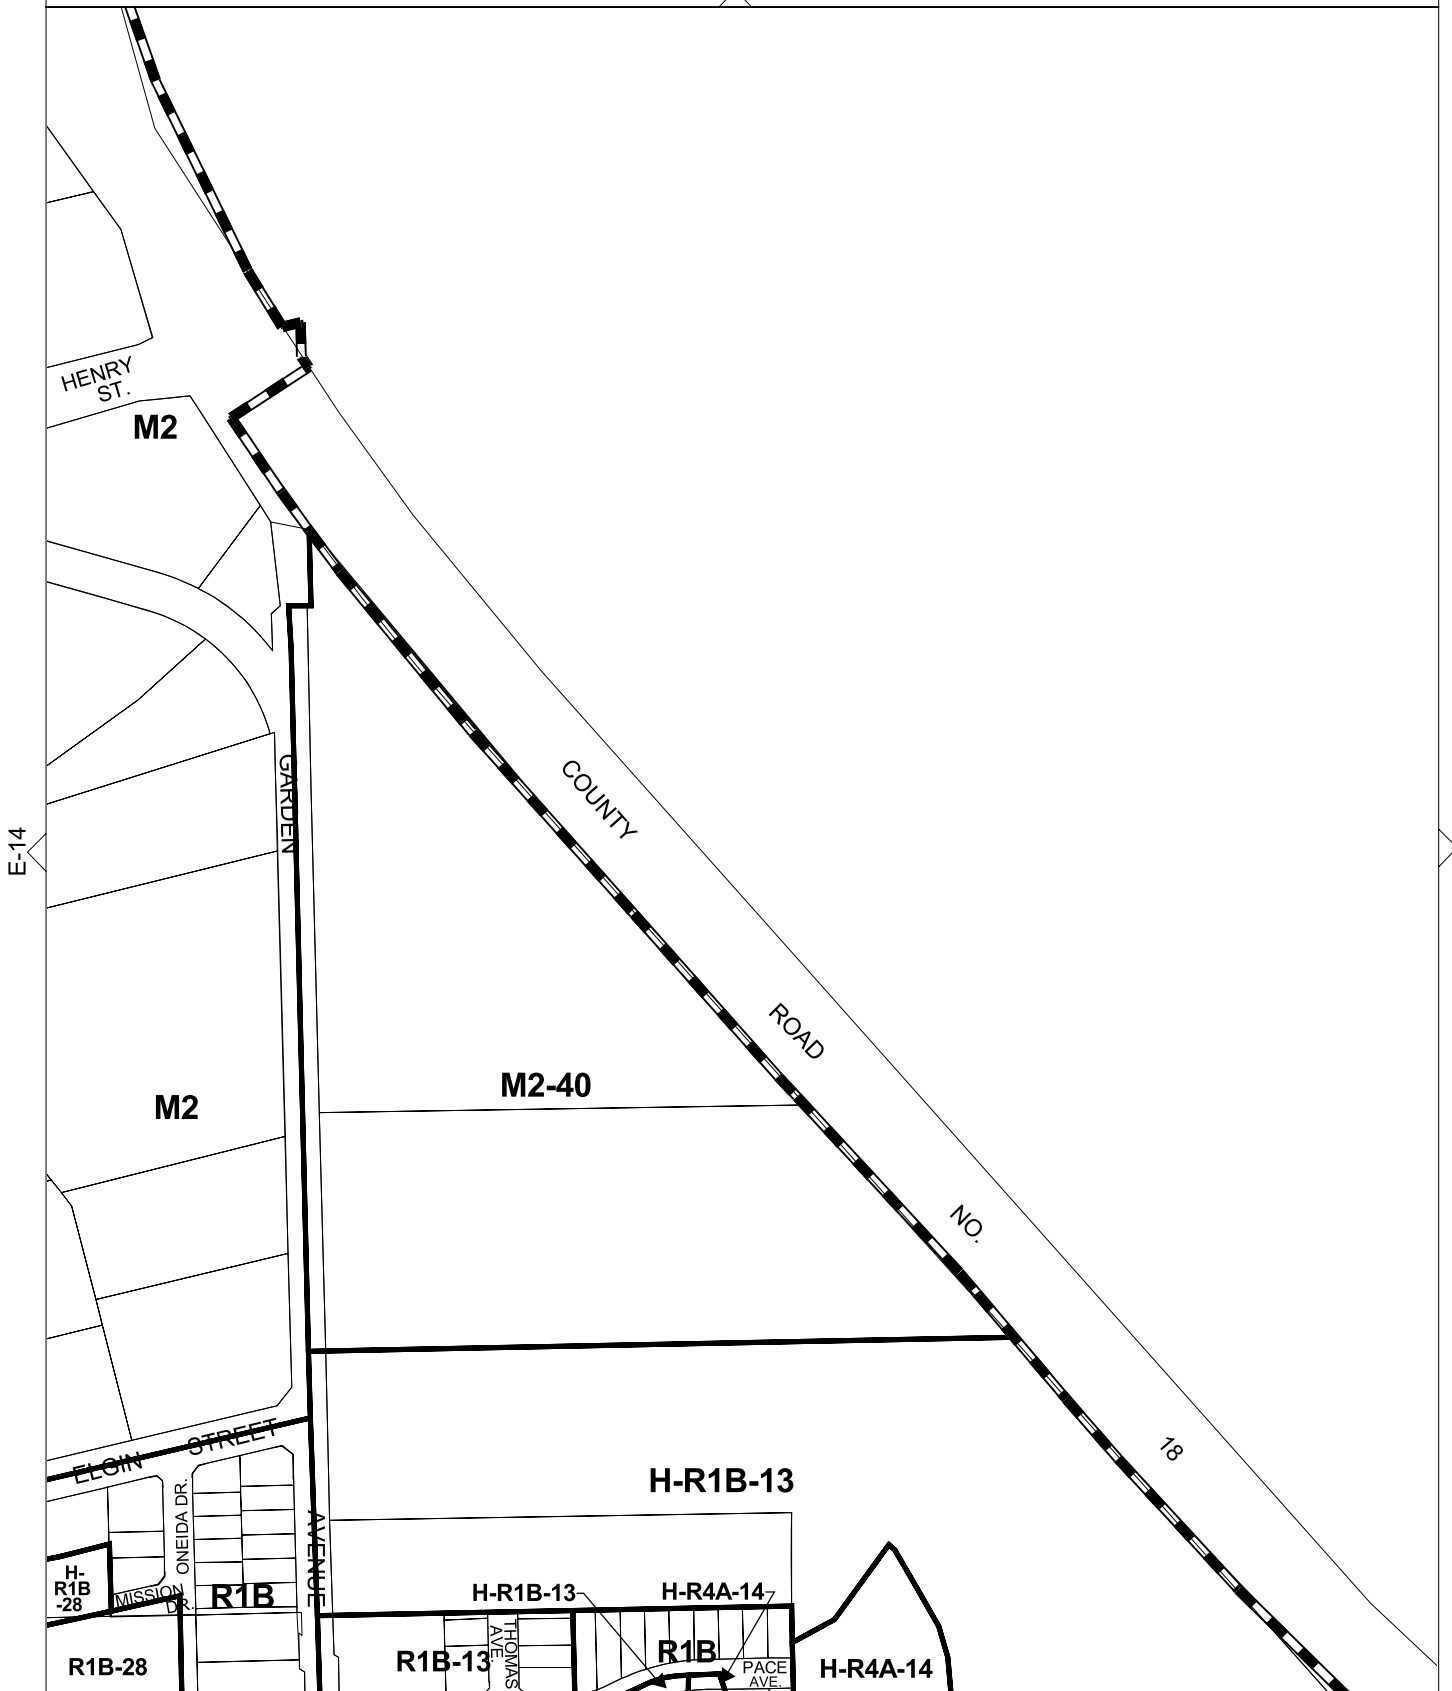 HENRY
ST.
M2
GARDEN
COUNTY
E-14
ROAD
M2-40
M2
NO.
18
ELGIN STREET
H-R1B-13
ONEIDA DR.
AVENUE
H-
R1B
-28
MISSION
DR.
R1B
H-R1B-13
H-R4A-14
THOMAS
AVE.
R1B-28
R1B-13
R1B
PACE
AVE.
H-R4A-14